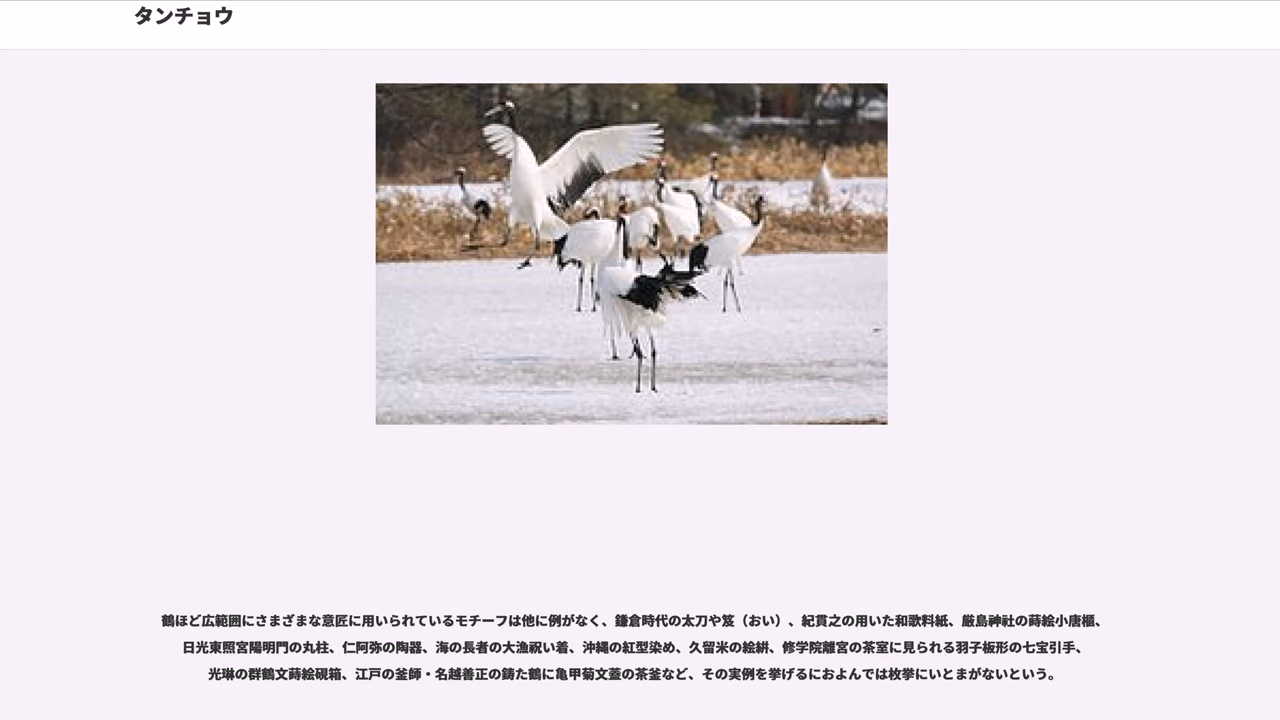 タンチョウ
鶴ほど広範囲にさまざまな意匠に用いられているモチーフは他に例がなく、鎌倉時代の太刀や笈（おい）、紀貫之の用いた和歌料紙、厳島神社の蒔絵小唐櫃、
日光東照宮陽明門の丸柱、仁阿弥の陶器、海の長者の大漁祝い着、沖縄の紅型染め、久留米の絵絣、修学院離宮の茶室に見られる羽子板形の七宝引手、
光琳の群鶴文蒔絵硯箱、江戸の釜師・名越善正の鋳た鶴に亀甲菊文蓋の茶釜など、その実例を挙げるにおよんでは枚挙にいとまがないという。